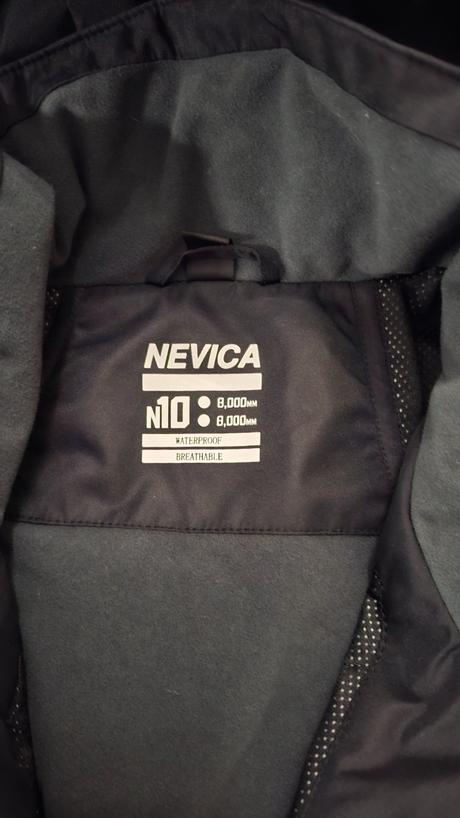 NEVICA
N10 8,000MM
8,000MM
WATERPROOF
BREATHABLE